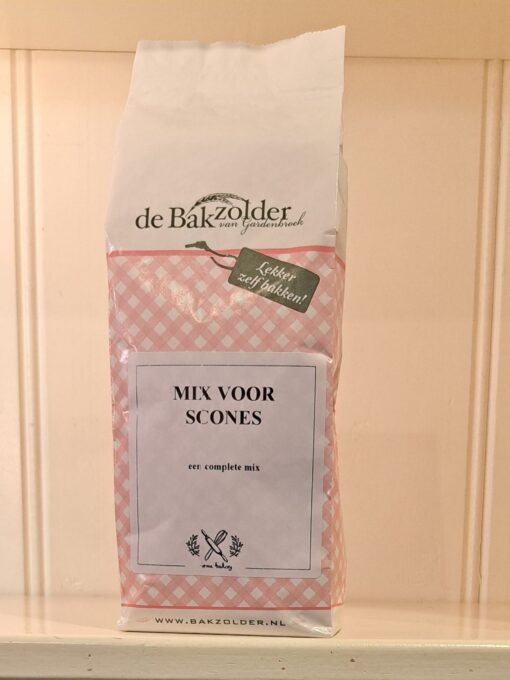 de Bakzolder
van Gardenbroek
Lekker
zelf bakken!
MIX VOOR
SCONES
een complete mix
WWW.BAKZOLDER.NL